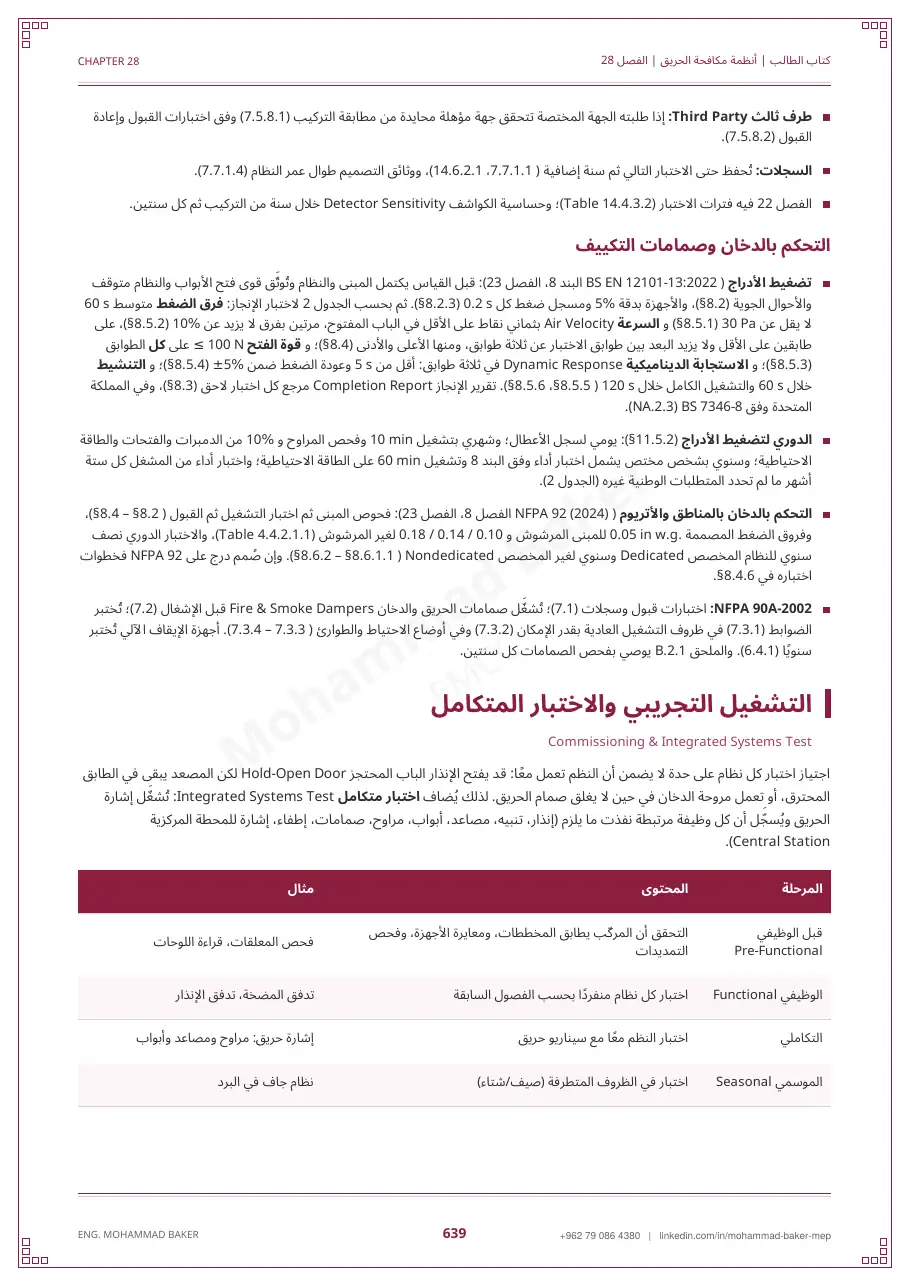 كتاب الطالب | أنظمة مكافحة الحريق | الفصل 28
CHAPTER 28
طرف ثالث Third Party: إذا طلبته الجهة المختصة تتحقق جهة مؤهلة محايدة من مطابقة التركيب (7.5.8.1) وفق اختبارات القبول وإعادة
القبول (7.5.8.2).
السجلات: تُحفظ حتى الاختبار التالي ثم سنة إضافية ( 7.7.1.1، 14.6.2.1)، ووثائق التصميم طوال عمر النظام (7.7.1.4).
الفصل 22 فيه فترات الاختبار (Table 14.4.3.2)؛ وحساسية الكواشف Detector Sensitivity خلال سنة من التركيب ثم كل سنتين.
التحكم بالدخان وصمامات التكييف
تضغيط الأدراج ( BS EN 12101-13:2022 البند 8، الفصل 23): قبل القياس يكتمل المبنى والنظام وتُوثَّق قوى فتح الأبواب والنظام متوقف
والأحوال الجوية (8.2§)، والأجهزة بدقة 5% ومسجل ضغط كل 0.2 s (8.2.3§). ثم بحسب الجدول 2 لاختبار الإنجاز: فرق الضغط متوسط 60 s
لا يقل عن 30 Pa (8.5.1§) و السرعة Air Velocity بثماني نقاط على الأقل في الباب المفتوح، مرتين بفرق لا يزيد عن 10% (8.5.2§)، على
طابقين على الأقل ولا يزيد البعد بين طوابق الاختبار عن ثلاثة طوابق، ومنها الأعلى والأدنى (8.4§)؛ و قوة الفتح 100 N ≥ على كل الطوابق
(8.5.3§)؛ و الاستجابة الديناميكية Dynamic Response في ثلاثة طوابق: أقل من 5 s وعودة الضغط ضمن 5%± (8.5.4§)؛ و التنشيط
خلال 60 s والتشغيل الكامل خلال 120 s ( 8.5.5§، 8.5.6§). تقرير الإنجاز Completion Report مرجع كل اختبار لاحق (8.3§)، وفي المملكة
المتحدة وفق BS 7346-8 (NA.2.3).
الدوري لتضغيط الأدراج (11.5.2§): يومي لسجل الأعطال؛ وشهري بتشغيل 10 min وفحص المراوح و 10% من الدمبرات والفتحات والطاقة
الاحتياطية؛ وسنوي بشخص مختص يشمل اختبار أداء وفق البند 8 وتشغيل 60 min على الطاقة الاحتياطية؛ واختبار أداء من المشغل كل ستة
أشهر ما لم تحدد المتطلبات الوطنية غيره (الجدول 2).
التحكم بالدخان بالمناطق والأتريوم ( NFPA 92 (2024) الفصل 8، الفصل 23): فحوص المبنى ثم اختبار التشغيل ثم القبول ( 8.2§ – 8.4§)،
وفروق الضغط المصممة 0.05 in w.g. للمبنى المرشوش و 0.10 / 0.14 / 0.18 لغير المرشوش (Table 4.4.2.1.1)، والاختبار الدوري نصف
سنوي للنظام المخصص Dedicated وسنوي لغير المخصص Nondedicated ( 8.6.1.1§ – 8.6.2§). وإن صُمم درج على NFPA 92 فخطوات
اختباره في 8.4.6§.
NFPA 90A-2002: اختبارات قبول وسجلات (7.1)؛ تُشغَّل صمامات الحريق والدخان Fire & Smoke Dampers قبل الإشغال (7.2)؛ تُختبر
الضوابط (7.3.1) في ظروف التشغيل العادية بقدر الإمكان (7.3.2) وفي أوضاع الاحتياط والطوارئ ( 7.3.3 – 7.3.4). أجهزة الإيقاف الآلي تُختبر
سنويًا (6.4.1). والملحق B.2.1 يوصي بفحص الصمامات كل سنتين.
التشغيل التجريبي والاختبار المتكامل
Commissioning & Integrated Systems Test
اجتياز اختبار كل نظام على حدة لا يضمن أن النظم تعمل معًا: قد يفتح الإنذار الباب المحتجز Hold-Open Door لكن المصعد يبقى في الطابق
المحترق، أو تعمل مروحة الدخان في حين لا يغلق صمام الحريق. لذلك يُضاف اختبار متكامل Integrated Systems Test: تُشغَّل إشارة
الحريق ويُسجَّل أن كل وظيفة مرتبطة نفذت ما يلزم (إنذار، تنبيه، مصاعد، أبواب، مراوح، صمامات، إطفاء، إشارة للمحطة المركزية
Central Station).
المرحلة المحتوى مثال
قبل الوظيفي Pre-Functional التحقق أن المركّب يطابق المخططات، ومعايرة الأجهزة، وفحص التمديدات فحص المعلقات، قراءة اللوحات
الوظيفي Functional اختبار كل نظام منفردًا بحسب الفصول السابقة تدفق المضخة، تدفق الإنذار
التكاملي اختبار النظم معًا مع سيناريو حريق إشارة حريق: مراوح ومصاعد وأبواب
الموسمي Seasonal اختبار في الظروف المتطرفة (صيف/شتاء) نظام جاف في البرد
ENG. MOHAMMAD BAKER
639
+962 79 086 4380 | linkedin.com/in/mohammad-baker-mep